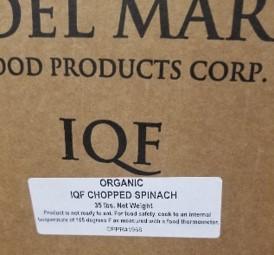 DEL MAR
OOD PRODUCTS CORP.
IQF
ORGANIC
IQF CHOPPED SPINACH
35 lbs. Net Weight
Product is not ready to eat. For food safety, cook to an internal
temperature of 165 degrees F as measured with a food thermometer.